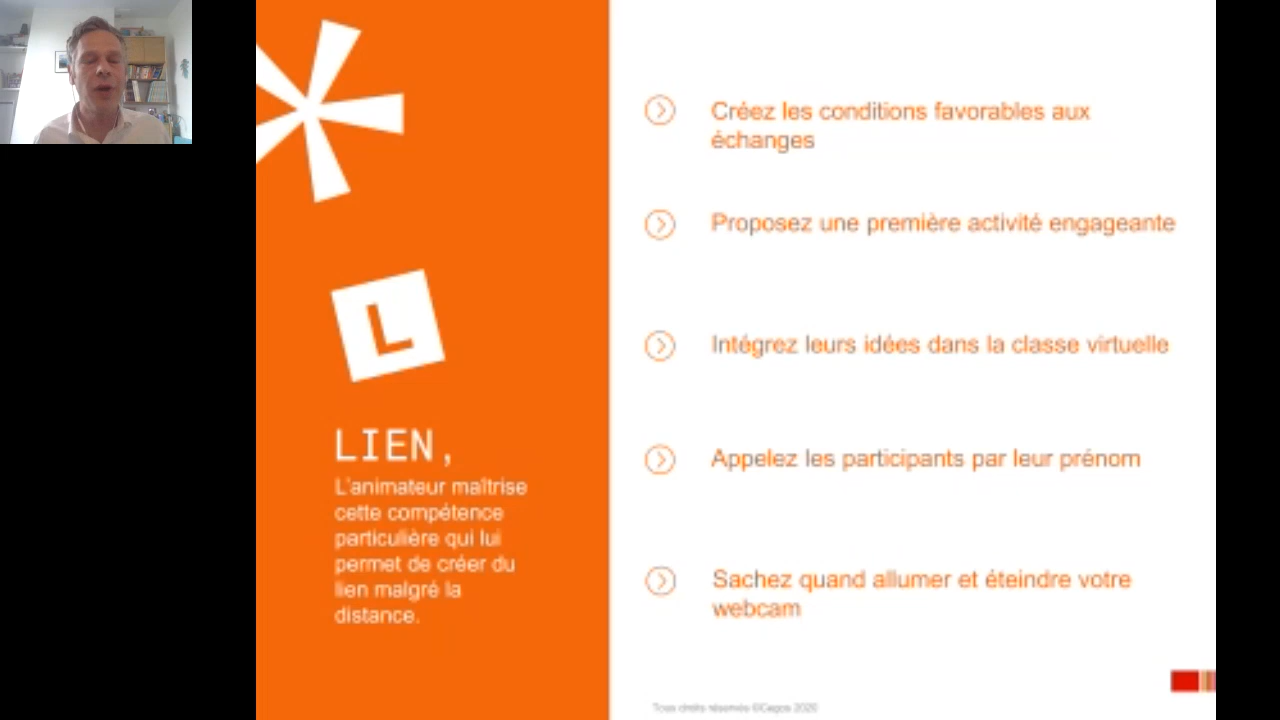 L
LIEN,
L'animateur maîtrise
cette compétence
particulière qui lui
permet de créer du
lien malgré la
distance.
Créez les conditions favorables aux
échanges
Proposez une première activité engageante
Intégrez leurs idées dans la classe virtuelle
Appelez les participants par leur prénom
Sachez quand allumer et éteindre votre
webcam
Tous droits réservés ©Cegos 2020